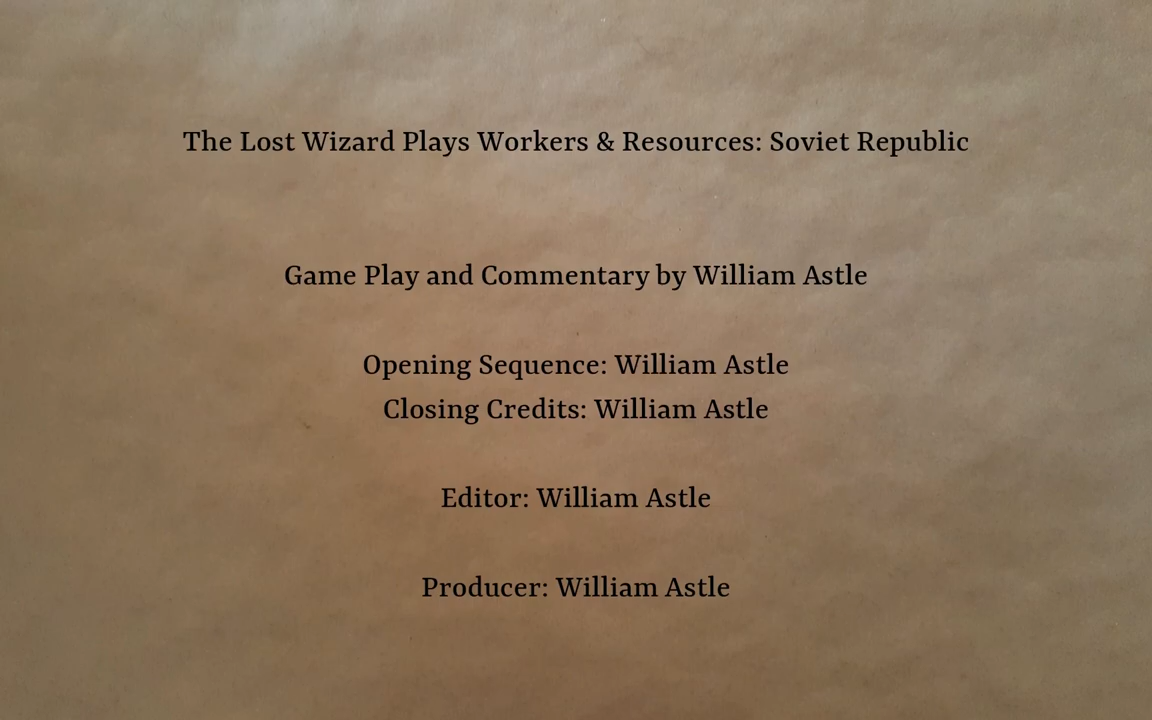 The Lost Wizard Plays Workers & Resources: Soviet Republic
Game Play and Commentary by William Astle
Opening Sequence: William Astle
Closing Credits: William Astle
Editor: William Astle
Producer: William Astle